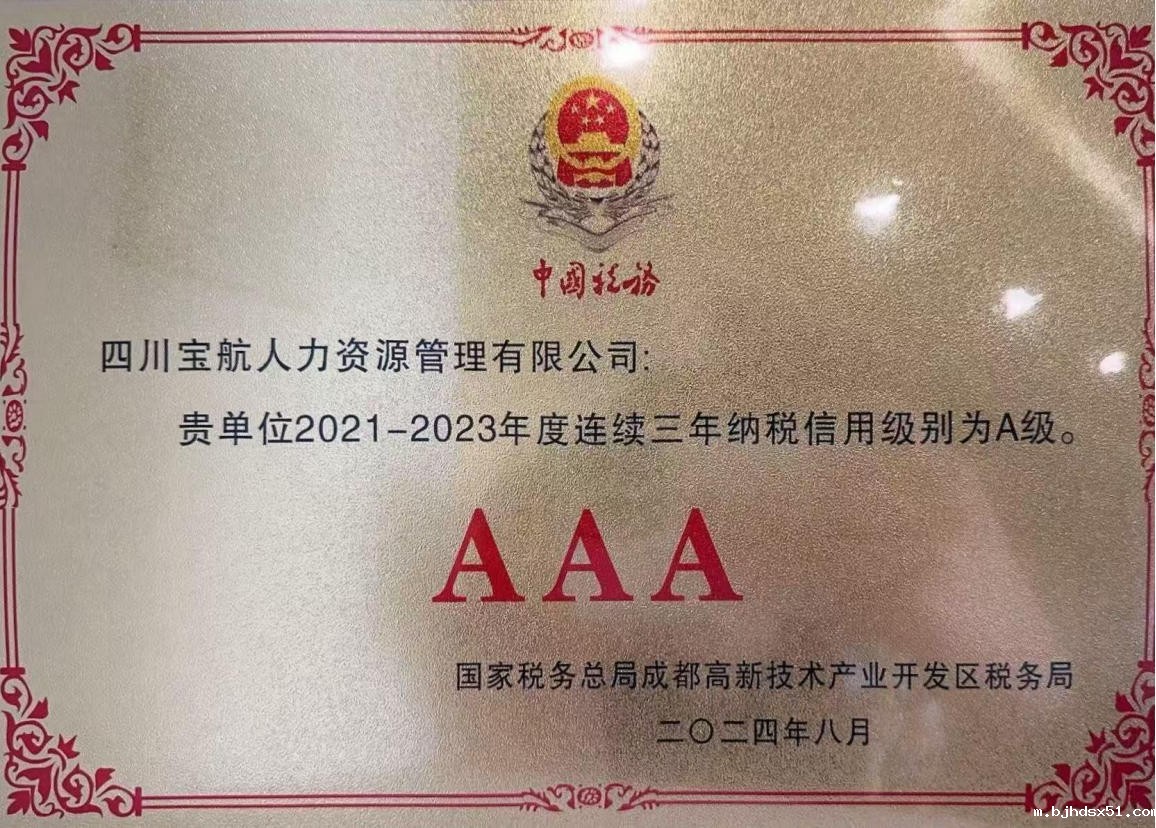 中国税务
四川宝航人力资源管理有限公司:
贵单位2021-2023年度连续三年纳税信用级别为A级。
AAA
国家税务总局成都高新技术产业开发区税务局
二〇二四年八月
m.bjhdsx51.com